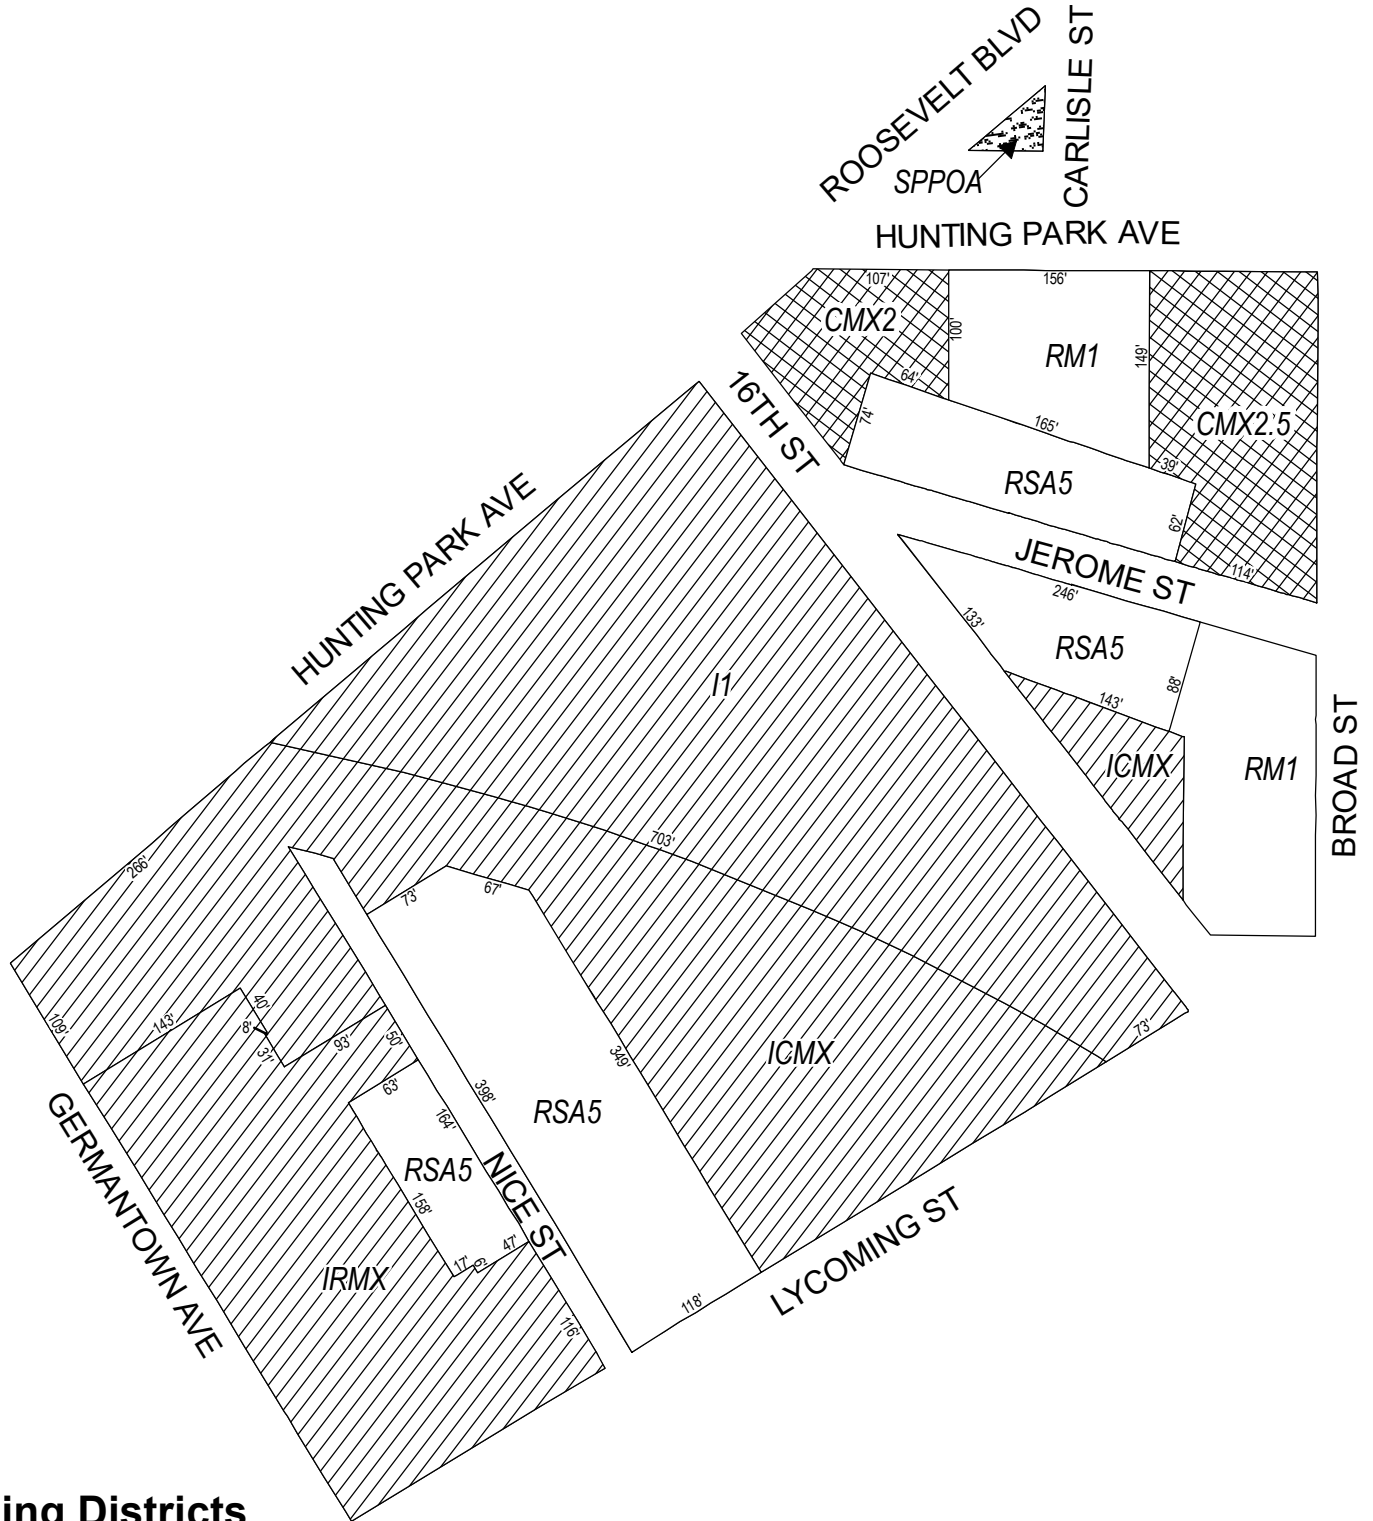 ROOSEVELT BLVD
CARLISLE ST
SPPOA
HUNTING PARK AVE
107'
156'
CMX2
100'
RM1
149'
64'
CMX2.5
74'
165'
39'
16TH ST
RSA5
62'
JEROME ST
114'
246'
HUNTING PARK AVE
133'
RSA5
88'
I1
143'
ICMX
RM1
BROAD ST
703'
266'
73'
67'
40'
143'
8'
109'
31'
93'
50'
73'
349'
ICMX
63'
398'
RSA5
164'
GERMANTOWN AVE
RSA5
NICE ST
158'
47'
17'
6'
IRMX
LYCOMING ST
118'
116'
ing Districts